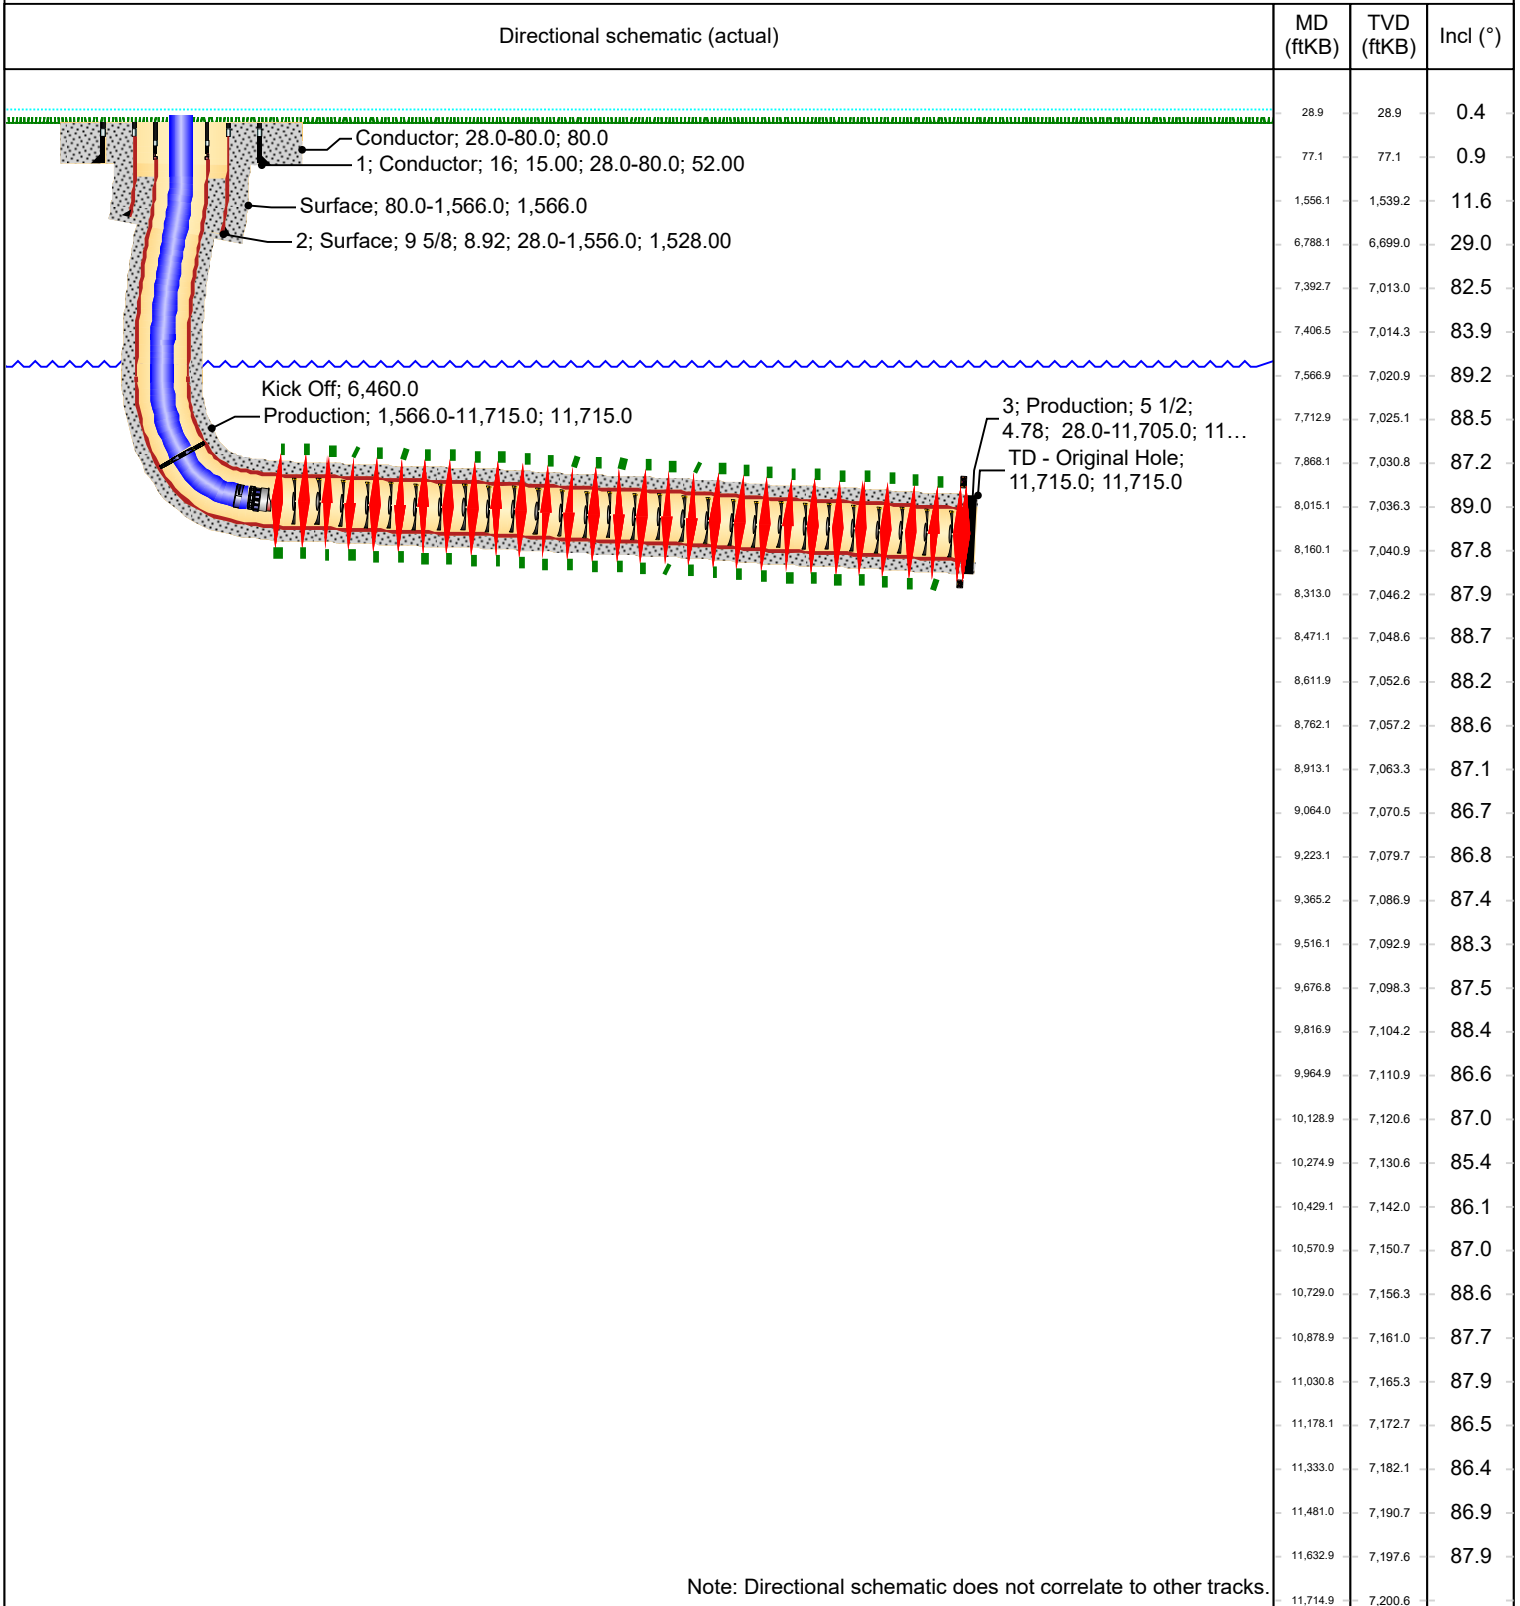 Directional schematic (actual)
MD (ftKB)
TVD (ftKB)
Incl (°)
Conductor; 28.0-80.0; 80.0
1; Conductor; 16; 15.00; 28.0-80.0; 52.00
Surface; 80.0-1,566.0; 1,566.0
2; Surface; 9 5/8; 8.92; 28.0-1,556.0; 1,528.00
Kick Off; 6,460.0
Production; 1,566.0-11,715.0; 11,715.0
3; Production; 5 1/2;
4.78; 28.0-11,705.0; 11...
TD - Original Hole;
11,715.0; 11,715.0
28.9 28.9 0.4
77.1 77.1 0.9
1,556.1 1,539.2 11.6
6,788.1 6,699.0 29.0
7,392.7 7,013.0 82.5
7,406.5 7,014.3 83.9
7,566.9 7,020.9 89.2
7,712.9 7,025.1 88.5
7,868.1 7,030.8 87.2
8,015.1 7,036.3 89.0
8,160.1 7,040.9 87.8
8,313.0 7,046.2 87.9
8,471.1 7,048.6 88.7
8,611.9 7,052.6 88.2
8,762.1 7,057.2 88.6
8,913.1 7,063.3 87.1
9,064.0 7,070.5 86.7
9,223.1 7,079.7 86.8
9,365.2 7,086.9 87.4
9,516.1 7,092.9 88.3
9,676.8 7,098.3 87.5
9,816.9 7,104.2 88.4
9,964.9 7,110.9 86.6
10,128.9 7,120.6 87.0
10,274.9 7,130.6 85.4
10,429.1 7,142.0 86.1
10,570.9 7,150.7 87.0
10,729.0 7,156.3 88.6
10,878.9 7,161.0 87.7
11,030.8 7,165.3 87.9
11,178.1 7,172.7 86.5
11,333.0 7,182.1 86.4
11,481.0 7,190.7 86.9
11,632.9 7,197.6 87.9
11,714.9 7,200.6
Note: Directional schematic does not correlate to other tracks.